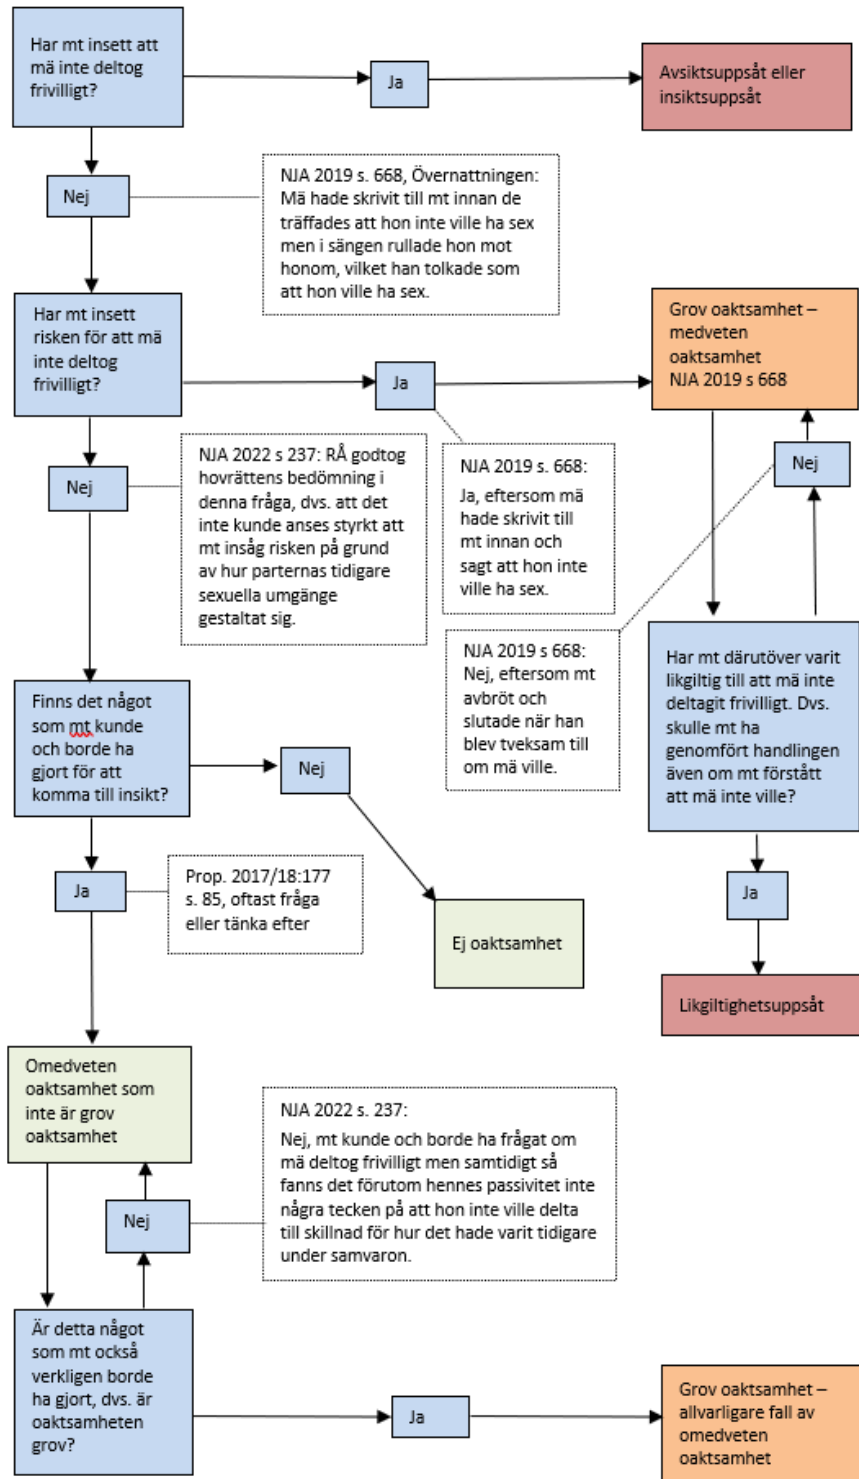 Har mt insett att
mä inte deltog
frivilligt?
Ja
Avsiktsuppsåt eller
insiktsuppsåt
Nej
NJA 2019 s. 668, Övernattningen:
Mä hade skrivit till mt innan de
träffades att hon inte ville ha sex
men i sängen rullade hon mot
honom, vilket han tolkade som
att hon ville ha sex.
Har mt insett
risken för att mä
inte deltog
frivilligt?
Ja
Grov oaktsamhet –
medveten
oaktsamhet
NJA 2019 s 668
Nej
NJA 2022 s 237: RÅ godtog
hovrättens bedömning i
denna fråga, dvs. att det
inte kunde anses styrkt att
mt insåg risken på grund
av hur parternas tidigare
sexuella umgänge
gestaltat sig.
NJA 2019 s. 668:
Ja, eftersom mä
hade skrivit till
mt innan och
sagt att hon inte
ville ha sex.
Nej
NJA 2019 s 668:
Nej, eftersom mt
avbröt och
slutade när han
blev tveksam till
om mä ville.
Har mt därutöver varit
likgiltig till att mä inte
deltagit frivilligt. Dvs.
skulle mt ha
genomfört handlingen
även om mt förstått
att mä inte ville?
Finns det något
som mt kunde
och borde ha
gjort för att
komma till insikt?
Nej
Ja
Prop. 2017/18:177
s. 85, oftast fråga
eller tänka efter
Ej oaktsamhet
Ja
Likgiltighetsuppsåt
Omedveten
oaktsamhet som
inte är grov
oaktsamhet
Nej
NJA 2022 s. 237:
Nej, mt kunde och borde ha frågat om
mä deltog frivilligt men samtidigt så
fanns det förutom hennes passivitet inte
några tecken på att hon inte ville delta
till skillnad för hur det hade varit tidigare
under samvaron.
Är detta något
som mt också
verkligen borde
ha gjort, dvs. är
oaktsamheten
grov?
Ja
Grov oaktsamhet –
allvarligare fall av
omedveten
oaktsamhet